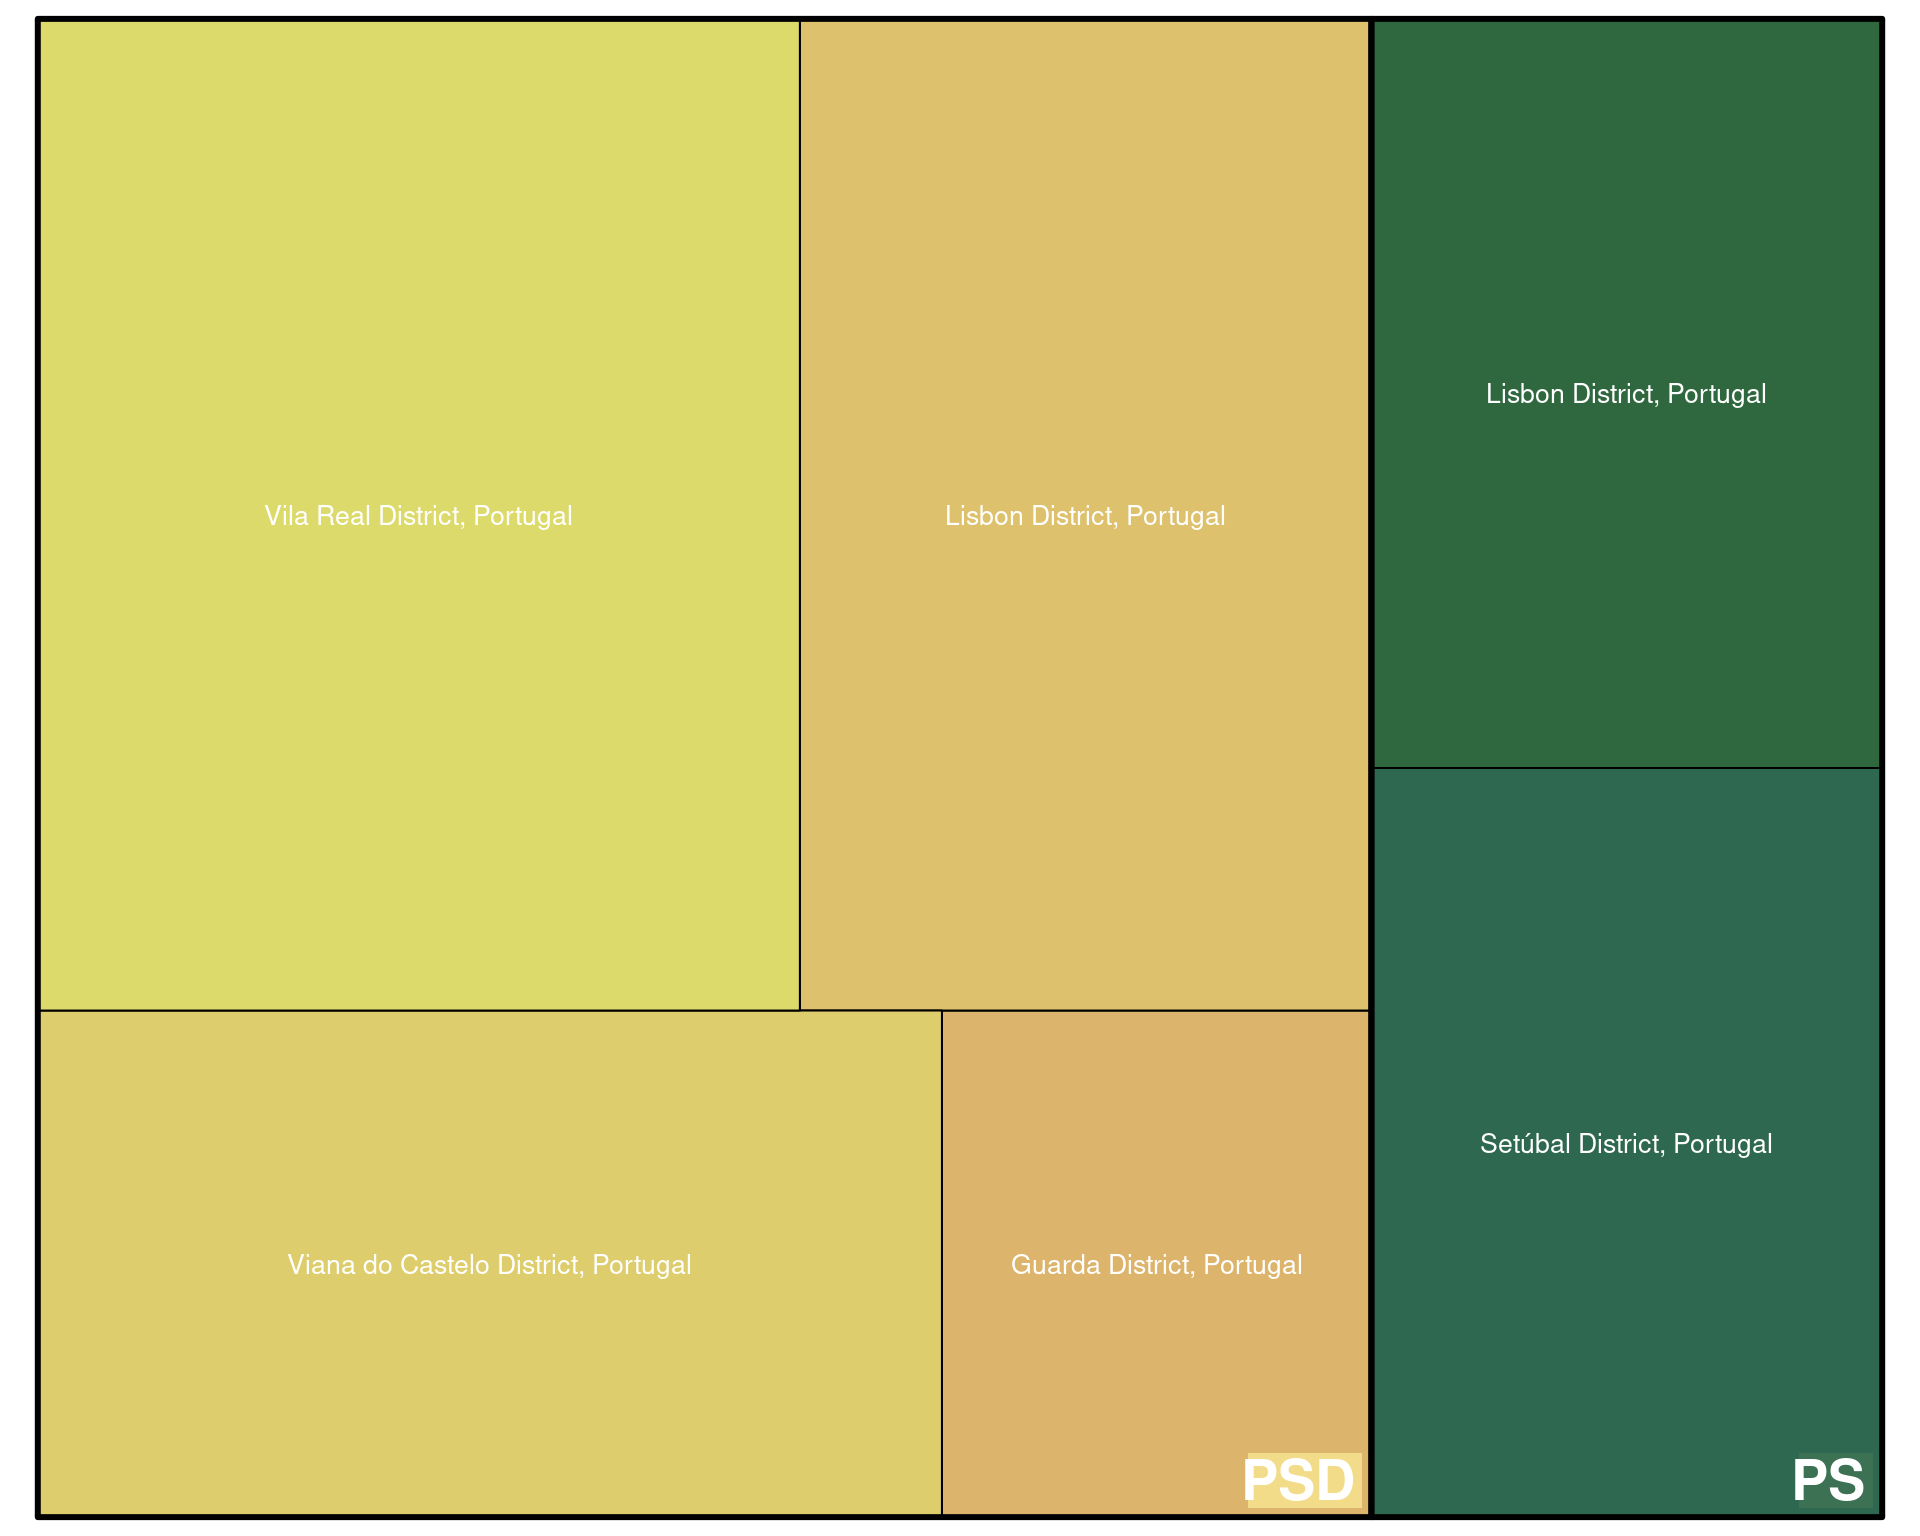 Lisbon District, Portugal
Vila Real District, Portugal
Lisbon District, Portugal
Setúbal District, Portugal
Viana do Castelo District, Portugal
Guarda District, Portugal
PSD
PS